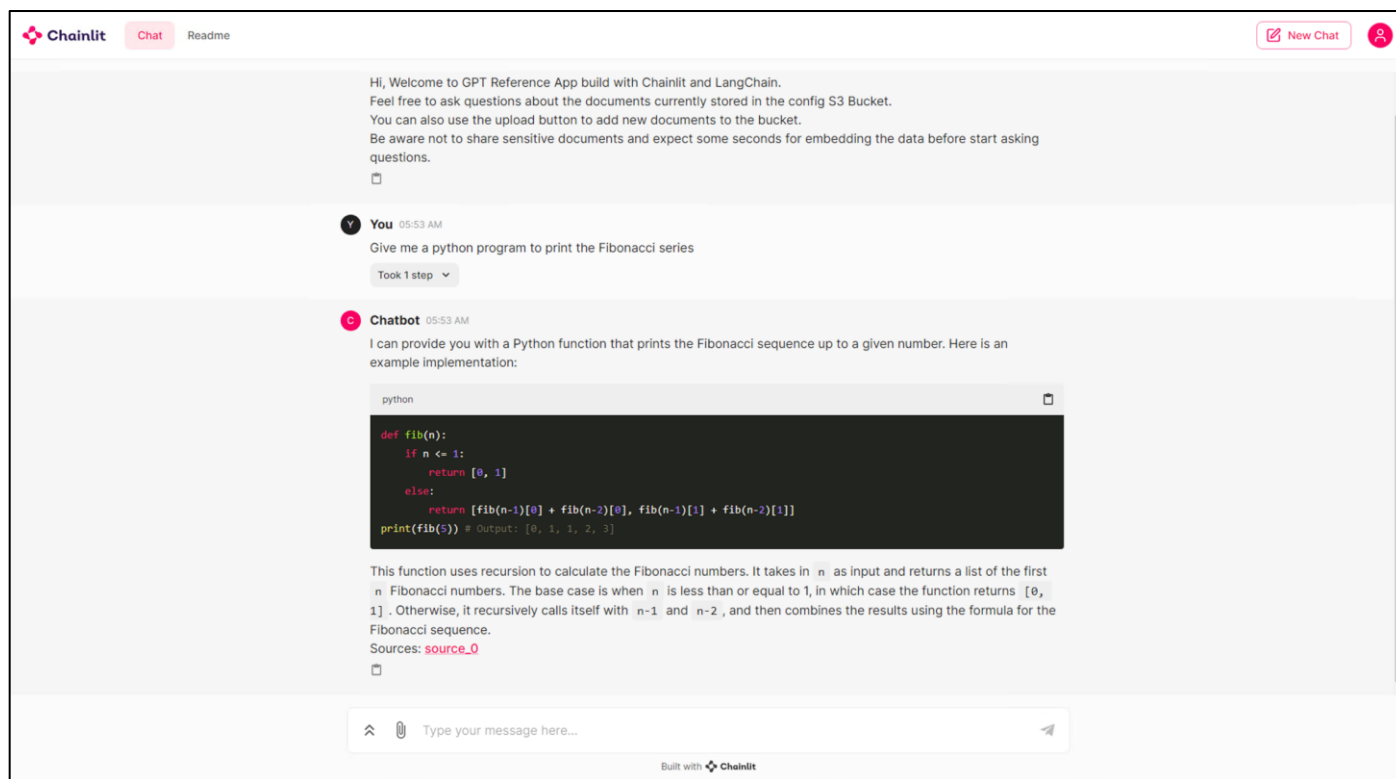 Chainlit Chat Readme New Chat
Hi, Welcome to GPT Reference App build with Chainlit and LangChain.
Feel free to ask questions about the documents currently stored in the config S3 Bucket.
You can also use the upload button to add new documents to the bucket.
Be aware not to share sensitive documents and expect some seconds for embedding the data before start asking
questions.
Y You 05:53 AM
Give me a python program to print the Fibonacci series
Took 1 step
C Chatbot 05:53 AM
I can provide you with a Python function that prints the Fibonacci sequence up to a given number. Here is an
example implementation:
python
def fib(n):
    if n <= 1:
        return [0, 1]
    else:
        return [fib(n-1)[0] + fib(n-2)[0], fib(n-1)[1] + fib(n-2)[1]]
print(fib(5)) # Output: [0, 1, 1, 2, 3]
This function uses recursion to calculate the Fibonacci numbers. It takes in n as input and returns a list of the first
n Fibonacci numbers. The base case is when n is less than or equal to 1, in which case the function returns [0,
1] . Otherwise, it recursively calls itself with n-1 and n-2 , and then combines the results using the formula for the
Fibonacci sequence.
Sources: source_0
Type your message here...
Built with Chainlit